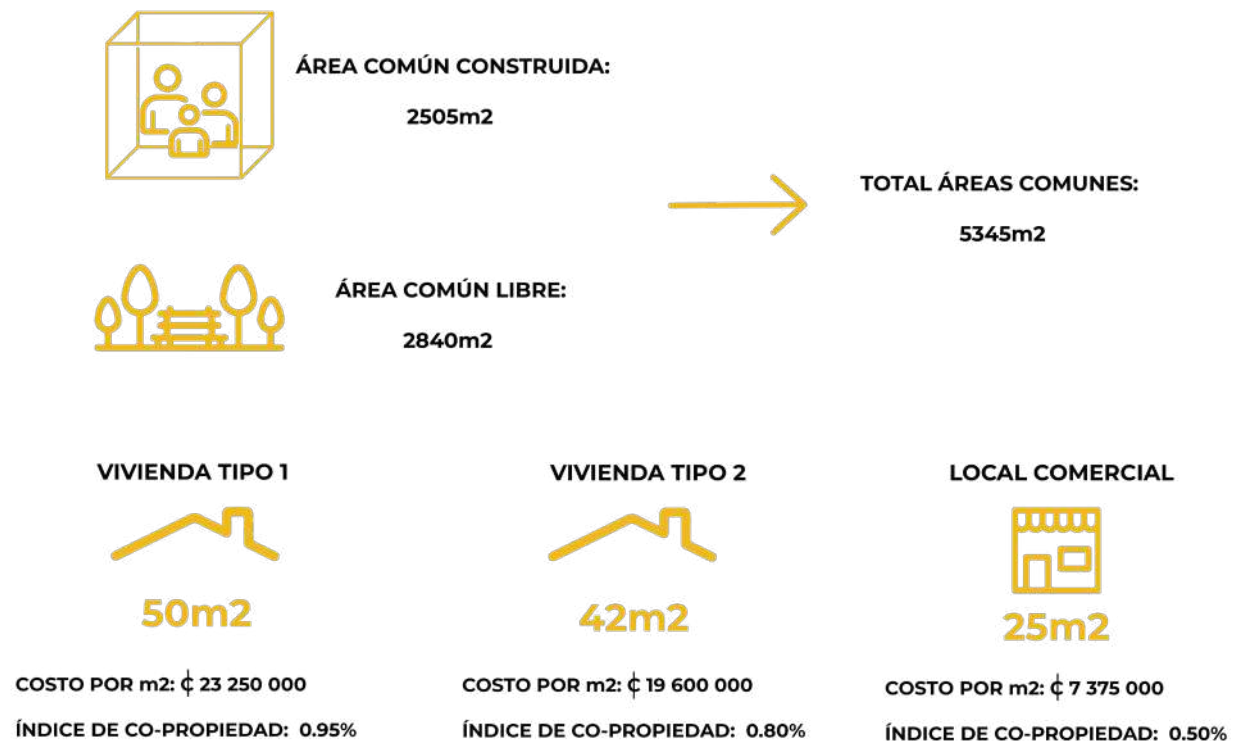 ÁREA COMÚN CONSTRUIDA:
2505m2
TOTAL ÁREAS COMUNES:
5345m2
ÁREA COMÚN LIBRE:
2840m2
VIVIENDA TIPO 1
50m2
COSTO POR m2: ₵ 23 250 000
ÍNDICE DE CO-PROPIEDAD: 0.95%
VIVIENDA TIPO 2
42m2
COSTO POR m2: ₵ 19 600 000
ÍNDICE DE CO-PROPIEDAD: 0.80%
LOCAL COMERCIAL
25m2
COSTO POR m2: ₵ 7 375 000
ÍNDICE DE CO-PROPIEDAD: 0.50%